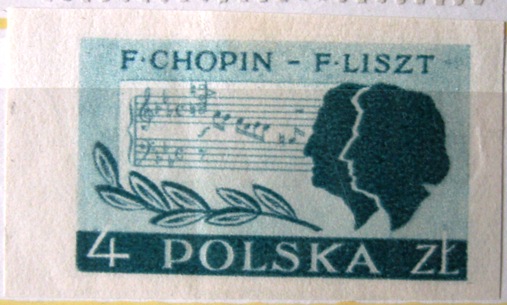 F·CHOPIN – F·LISZT
4 POLSKA ZŁ